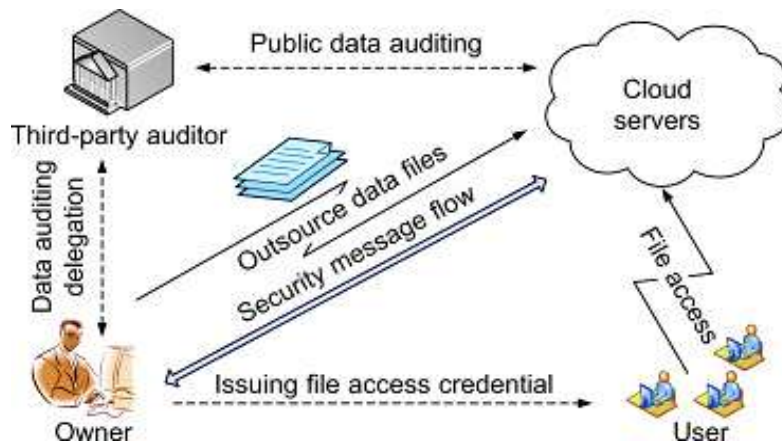 Public data auditing
Cloud
servers
Third-party auditor
Data auditing
delegation
Outsource data files
Security message flow
File access
Issuing file access credential
Owner
User